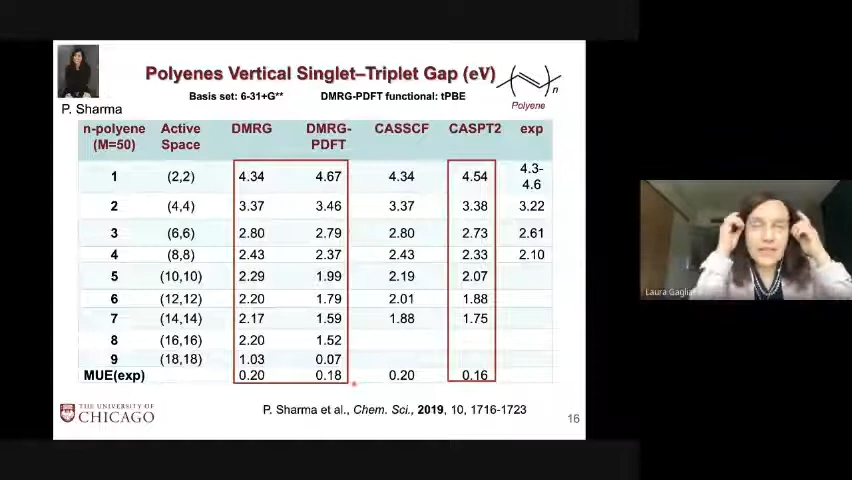 Polyenes Vertical Singlet–Triplet Gap (eV)
n
Basis set: 6-31+G** DMRG-PDFT functional: tPBE
Polyene
P. Sharma
n-polyene (M=50) Active Space DMRG DMRG-PDFT CASSCF CASPT2 exp
1 (2,2) 4.34 4.67 4.34 4.54 4.3-4.6
2 (4,4) 3.37 3.46 3.37 3.38 3.22
3 (6,6) 2.80 2.79 2.80 2.73 2.61
4 (8,8) 2.43 2.37 2.43 2.33 2.10
5 (10,10) 2.29 1.99 2.19 2.07
6 (12,12) 2.20 1.79 2.01 1.88
7 (14,14) 2.17 1.59 1.88 1.75
8 (16,16) 2.20 1.52
9 (18,18) 1.03 0.07
MUE(exp) 0.20 0.18 0.20 0.16
THE UNIVERSITY OF
CHICAGO
P. Sharma et al., Chem. Sci., 2019, 10, 1716-1723
16
Laura Gagliar